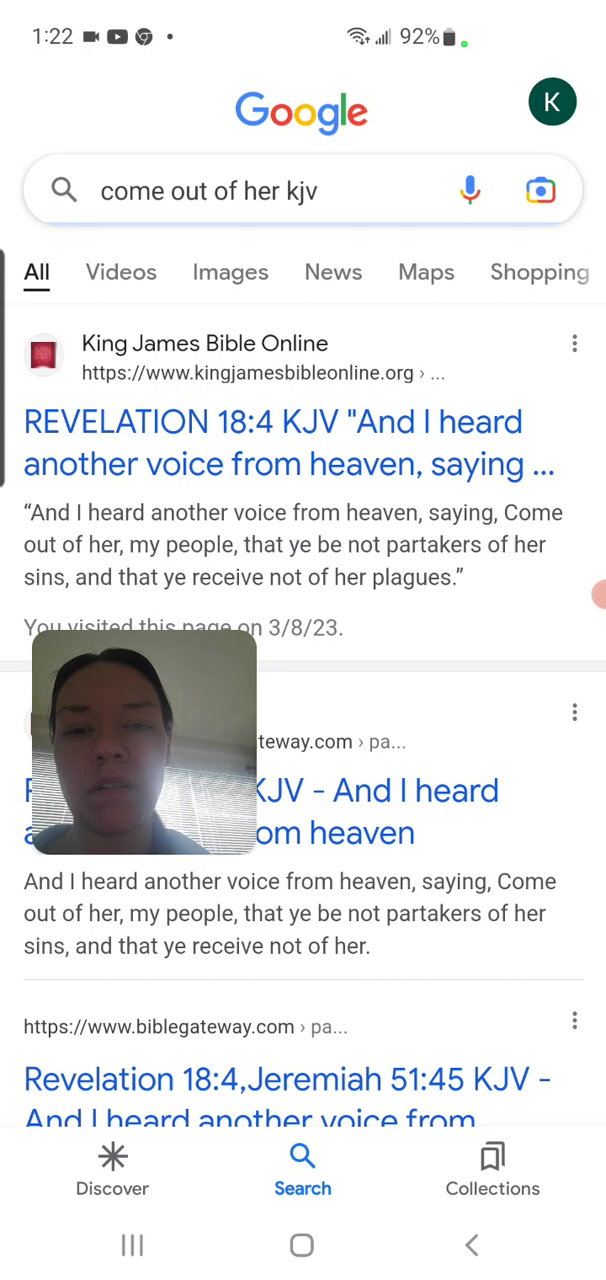 1:22 92%
Google
K
come out of her kjv
All Videos Images News Maps Shopping
King James Bible Online
https://www.kingjamesbibleonline.org › ...
REVELATION 18:4 KJV "And I heard
another voice from heaven, saying ...
“And I heard another voice from heaven, saying, Come
out of her, my people, that ye be not partakers of her
sins, and that ye receive not of her plagues.”
You visited this page on 3/8/23.
teway.com › pa...
KJV - And I heard
om heaven
And I heard another voice from heaven, saying, Come
out of her, my people, that ye be not partakers of her
sins, and that ye receive not of her.
https://www.biblegateway.com › pa...
Revelation 18:4,Jeremiah 51:45 KJV -
And I heard another voice from
Discover Search Collections